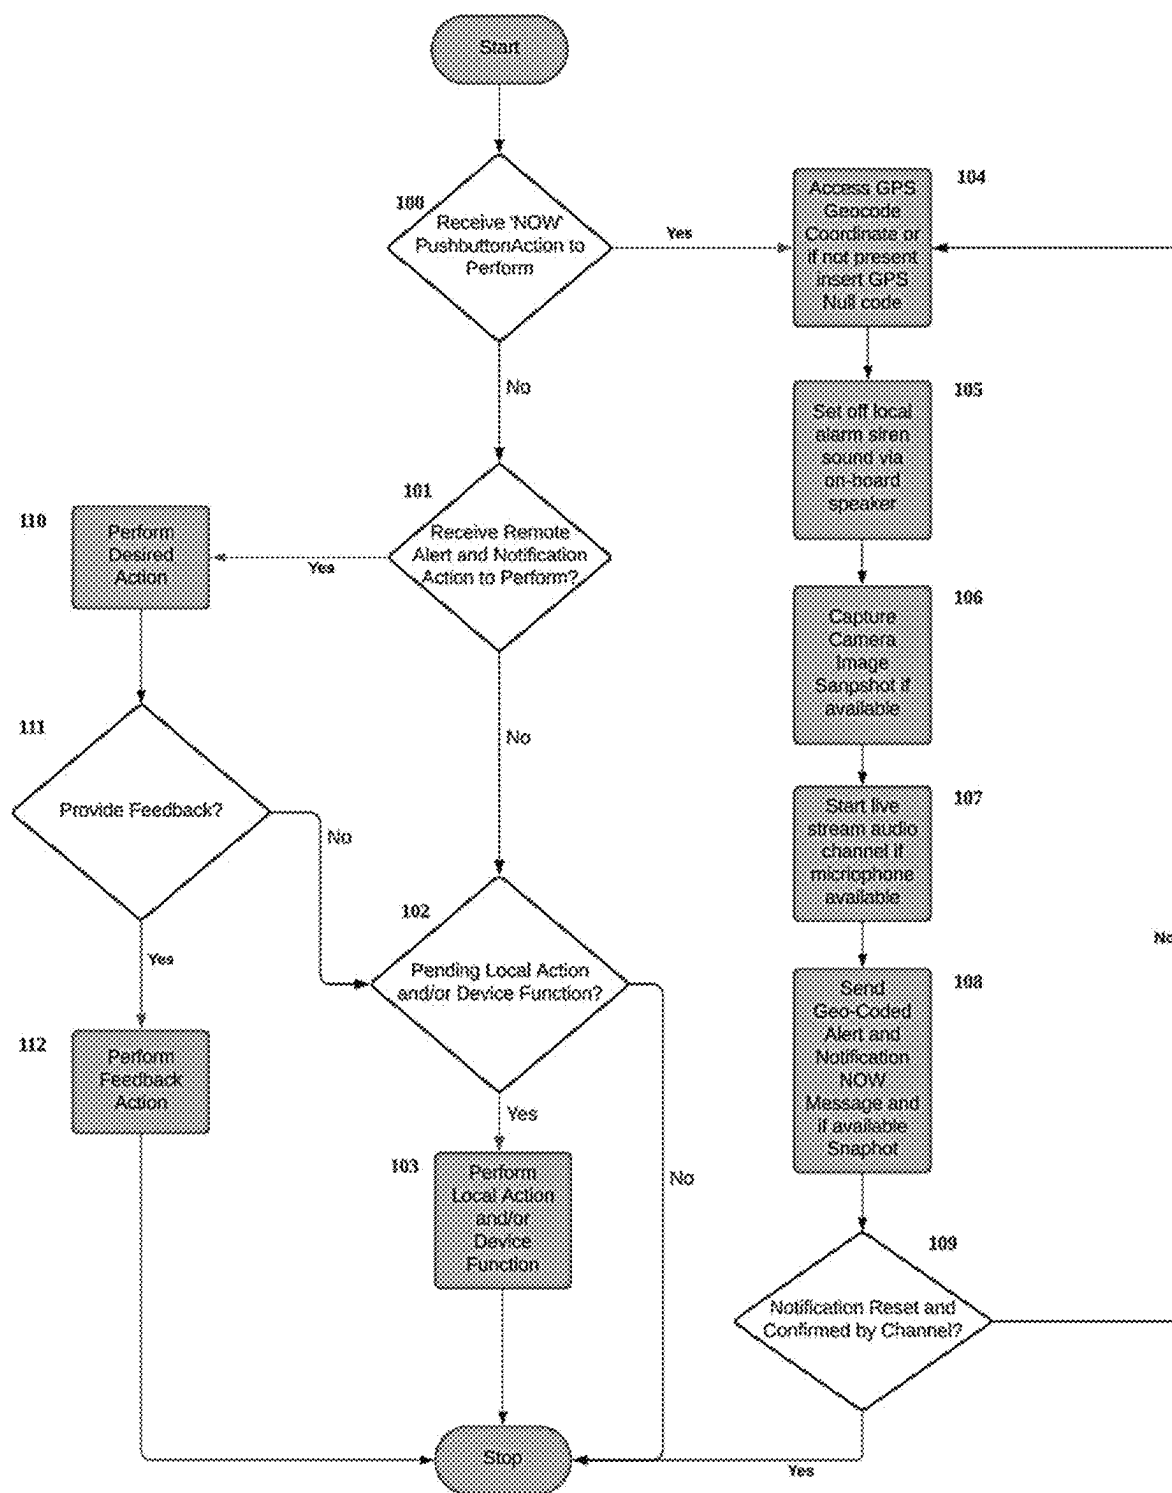 Start
100
Receive 'NOW'
PushbuttonAction to
Perform
Yes
No
104
Access GPS
Geocode
Coordinate or
if not present
insert GPS
Null code
105
Set off local
alarm siren
sound via
on-board
speaker
101
Receive Remote
Alert and Notification
Action to Perform?
Yes
No
110
Perform
Desired
Action
106
Capture
Camera
Image
Sanpshot if
available
111
Provide Feedback?
No
Yes
107
Start live
stream audio
channel if
micriophone
available
102
Pending Local Action
and/or Device Function?
Yes
No
108
Send
Geo-Coded
Alert and
Notification
NOW
Message and
if available
Snapshot
No
112
Perform
Feedback
Action
103
Perform
Local Action
and/or
Device
Function
109
Notification Reset and
Confirmed by Channel?
Yes
Stop